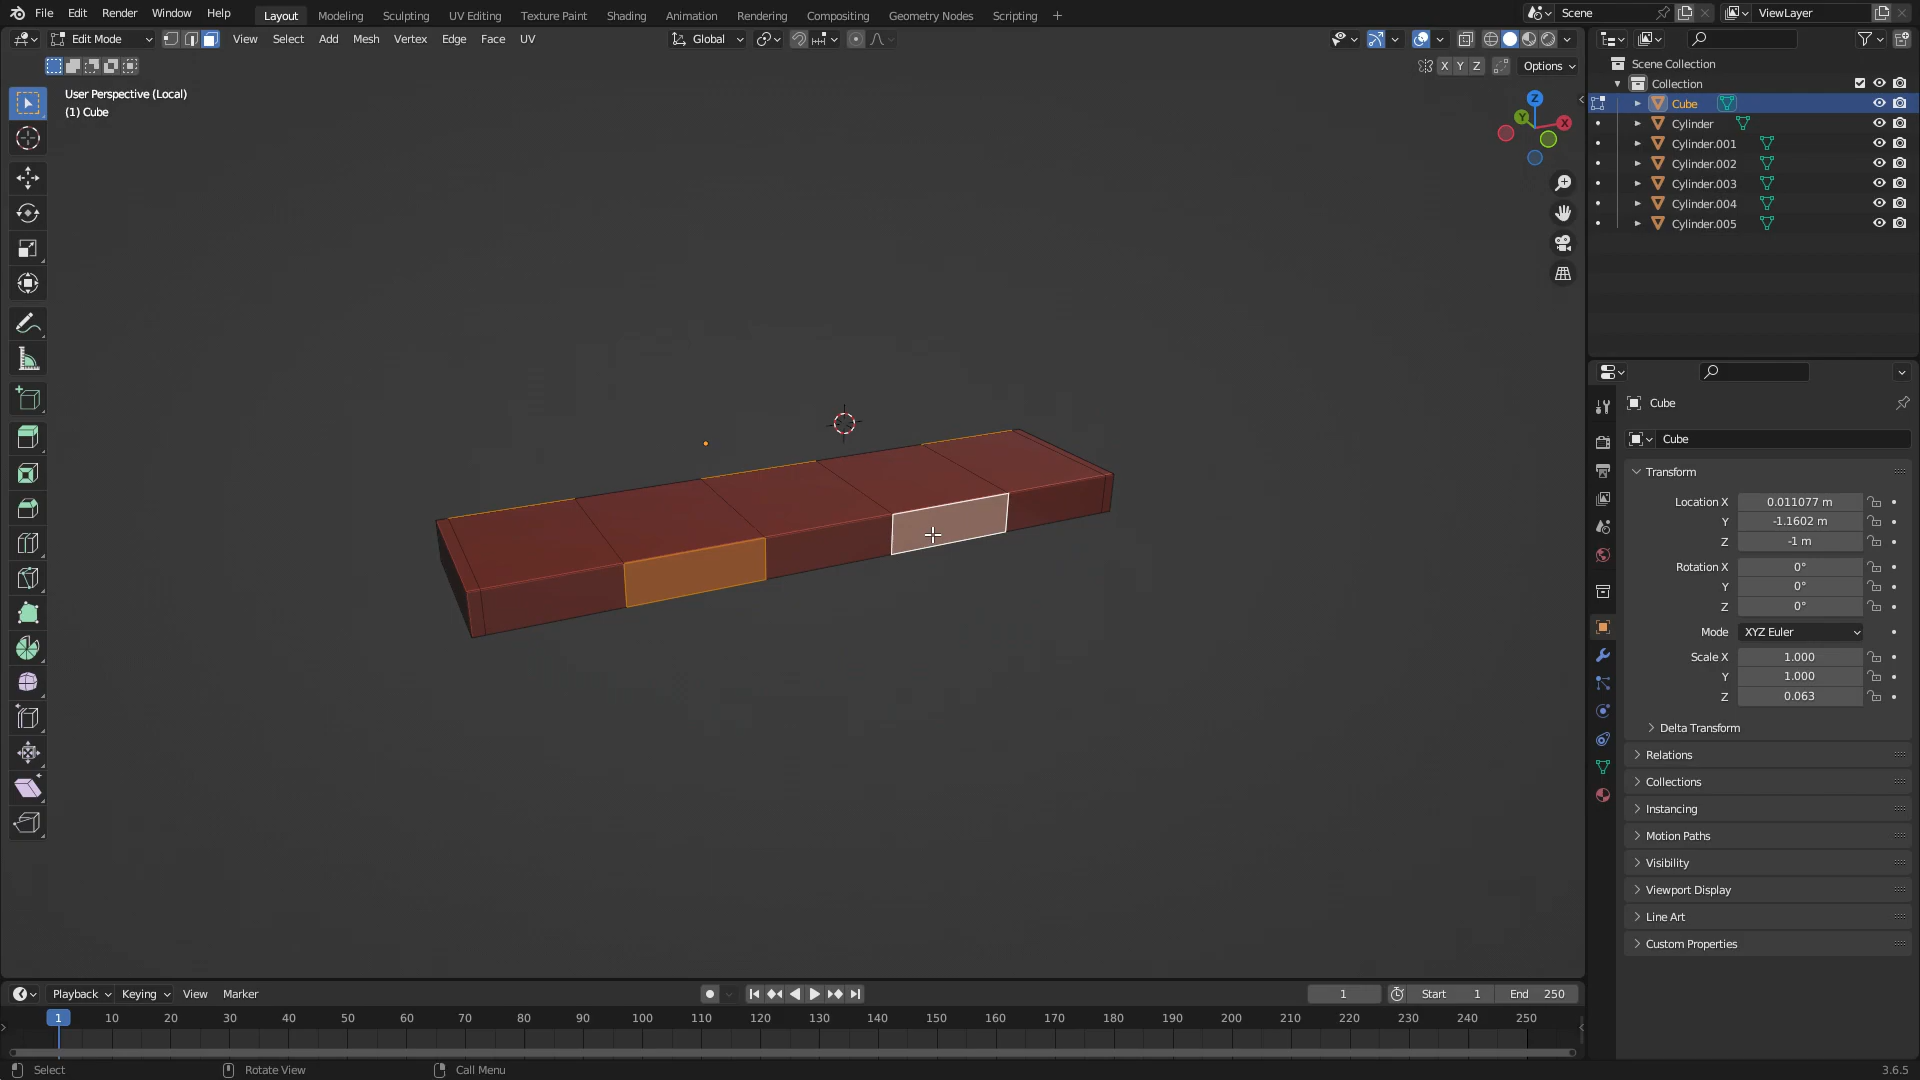 File Edit Render Window Help Layout Modeling Sculpting UV Editing Texture Paint Shading Animation Rendering Compositing Geometry Nodes Scripting + Scene ViewLayer
Edit Mode View Select Add Mesh Vertex Edge Face UV Global
X Y Z Options
User Perspective (Local)
(1) Cube
Z
Y
X
Scene Collection
Collection
Cube
Cylinder
Cylinder.001
Cylinder.002
Cylinder.003
Cylinder.004
Cylinder.005
Cube
Cube
Transform
Location X 0.011077 m
Y -1.1602 m
Z -1 m
Rotation X 0°
Y 0°
Z 0°
Mode XYZ Euler
Scale X 1.000
Y 1.000
Z 0.063
Delta Transform
Relations
Collections
Instancing
Motion Paths
Visibility
Viewport Display
Line Art
Custom Properties
Playback Keying View Marker 1 Start 1 End 250
1 10 20 30 40 50 60 70 80 90 100 110 120 130 140 150 160 170 180 190 200 210 220 230 240 250
Select Rotate View Call Menu 3.6.5